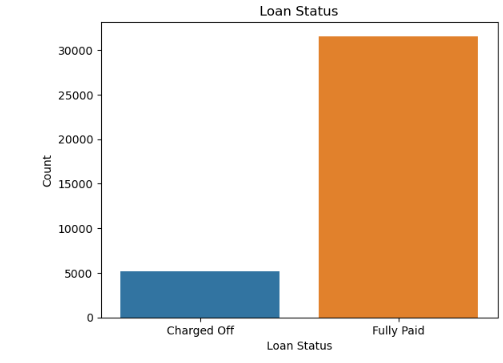 Loan Status
30000
25000
20000
15000
10000
5000
0
Count
Charged Off
Fully Paid
Loan Status